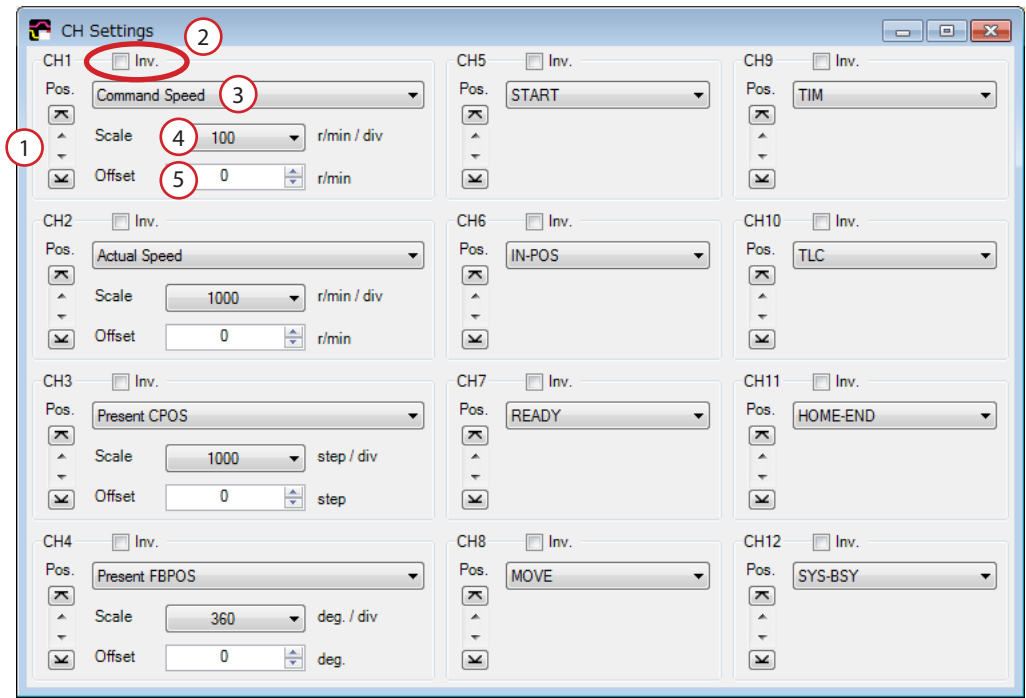 CH Settings
2
CH1 Inv.
Pos.
Command Speed 3
1
Scale 4 100 r/min / div
Offset 5 0 r/min
CH2 Inv.
Pos.
Actual Speed
Scale 1000 r/min / div
Offset 0 r/min
CH3 Inv.
Pos.
Present CPOS
Scale 1000 step / div
Offset 0 step
CH4 Inv.
Pos.
Present FBPOS
Scale 360 deg. / div
Offset 0 deg.
CH5 Inv.
Pos.
START
CH6 Inv.
Pos.
IN-POS
CH7 Inv.
Pos.
READY
CH8 Inv.
Pos.
MOVE
CH9 Inv.
Pos.
TIM
CH10 Inv.
Pos.
TLC
CH11 Inv.
Pos.
HOME-END
CH12 Inv.
Pos.
SYS-BSY